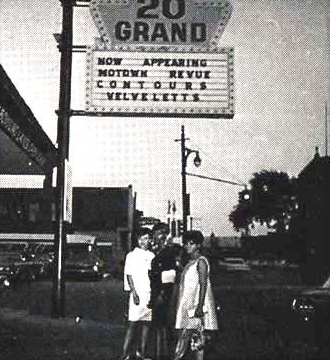 20
GRAND
NOW APPEARING
MOTOWN REVUE
CONTOURS
VELVELETTS